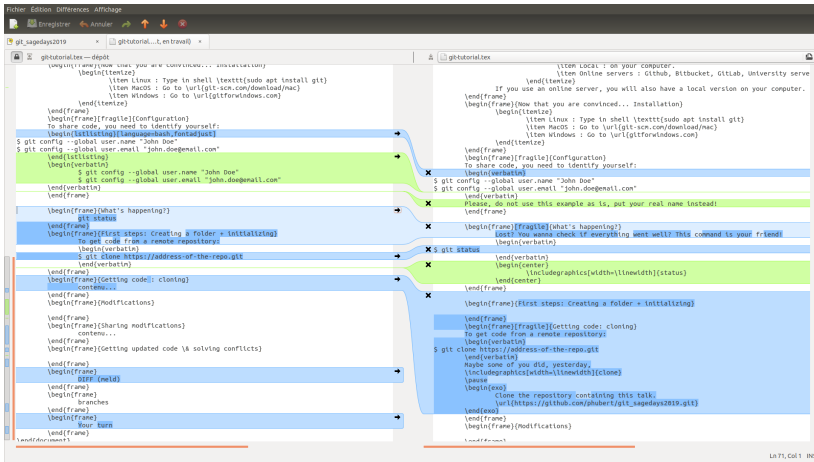 Fichier Édition Différences Affichage
Enregistrer Annuler
git_sagedays2019 ×
git-tutorial....t, en travail) ×
git-tutorial.tex — dépôt
\begin{frame}{Now that you are convinced... Installation}
\begin{itemize}
\item Linux : Type in shell \texttt{sudo apt install git}
\item MacOS : Go to \url{git-scm.com/download/mac}
\item Windows : Go to \url{gitforwindows.com}
\end{itemize}
\end{frame}
\begin{frame}[fragile]{Configuration}
To share code, you need to identify yourself:
\begin{lstlisting}[language=bash,fontadjust]
$ git config --global user.name "John Doe"
$ git config --global user.email "john.doe@email.com"
\end{lstlisting}
\begin{verbatim}
$ git config --global user.name "John Doe"
$ git config --global user.email "john.doe@email.com"
\end{verbatim}
\end{frame}
\begin{frame}{What's happening?}
git status
\end{frame}
\begin{frame}{First steps: Creating a folder + initializing}
To get code from a remote repository:
\begin{verbatim}
$ git clone https://address-of-the-repo.git
\end{verbatim}
\end{frame}
\begin{frame}{Getting code : cloning}
contenu...
\end{frame}
\begin{frame}{Modifications}
\end{frame}
\begin{frame}{Sharing modifications}
contenu...
\end{frame}
\begin{frame}{Getting updated code \& solving conflicts}
\end{frame}
\begin{frame}
DIFF (meld)
\end{frame}
\begin{frame}
branches
\end{frame}
\begin{frame}
Your turn
\end{frame}
\end{document}
git-tutorial.tex
\item Local : on your computer.
\item Online servers : Github, Bitbucket, GitLab, University serve
\end{itemize}
If you use an online server, you will also have a local version on your computer.
\end{frame}
\begin{frame}{Now that you are convinced... Installation}
\begin{itemize}
\item Linux : Type in shell \texttt{sudo apt install git}
\item MacOS : Go to \url{git-scm.com/download/mac}
\item Windows : Go to \url{gitforwindows.com}
\end{itemize}
\end{frame}
\begin{frame}[fragile]{Configuration}
To share code, you need to identify yourself:
\begin{verbatim}
$ git config --global user.name "John Doe"
$ git config --global user.email "john.doe@email.com"
\end{verbatim}
Please, do not use this example as is, put your real name instead!
\end{frame}
\begin{frame}[fragile]{What's happening?}
Lost? You wanna check if everything went well? This command is your friend!
\begin{verbatim}
$ git status
\end{verbatim}
\begin{center}
\includegraphics[width=\linewidth]{status}
\end{center}
\end{frame}
\begin{frame}{First steps: Creating a folder + initializing}
\end{frame}
\begin{frame}[fragile]{Getting code: cloning}
To get code from a remote repository:
\begin{verbatim}
$ git clone https://address-of-the-repo.git
\end{verbatim}
Maybe some of you did, yesterday,
\includegraphics[width=\linewidth]{clone}
\pause
\begin{exo}
Clone the repository containing this talk.
\url{https://github.com/phubert/git_sagedays2019.git}
\end{exo}
\end{frame}
\begin{frame}{Modifications}
\end{frame}
Ln 71, Col 1 INS